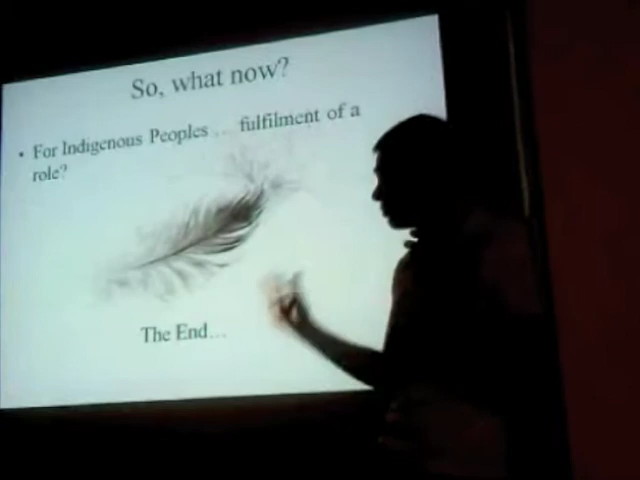 So, what now?
• For Indigenous Peoples … fulfilment of a
role?
The End…